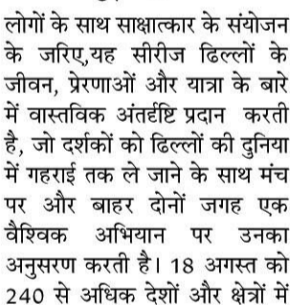 लोगों के साथ साक्षात्कार के संयोजन
के जरिए,यह सीरीज ढिल्लों के
जीवन, प्रेरणाओं और यात्रा के बारे
में वास्तविक अंतर्दृष्टि प्रदान करती
है, जो दर्शकों को ढिल्लों की दुनिया
में गहराई तक ले जाने के साथ मंच
पर और बाहर दोनों जगह एक
वैश्विक अभियान पर उनका
अनुसरण करती है। 18 अगस्त को
240 से अधिक देशों और क्षेत्रों में